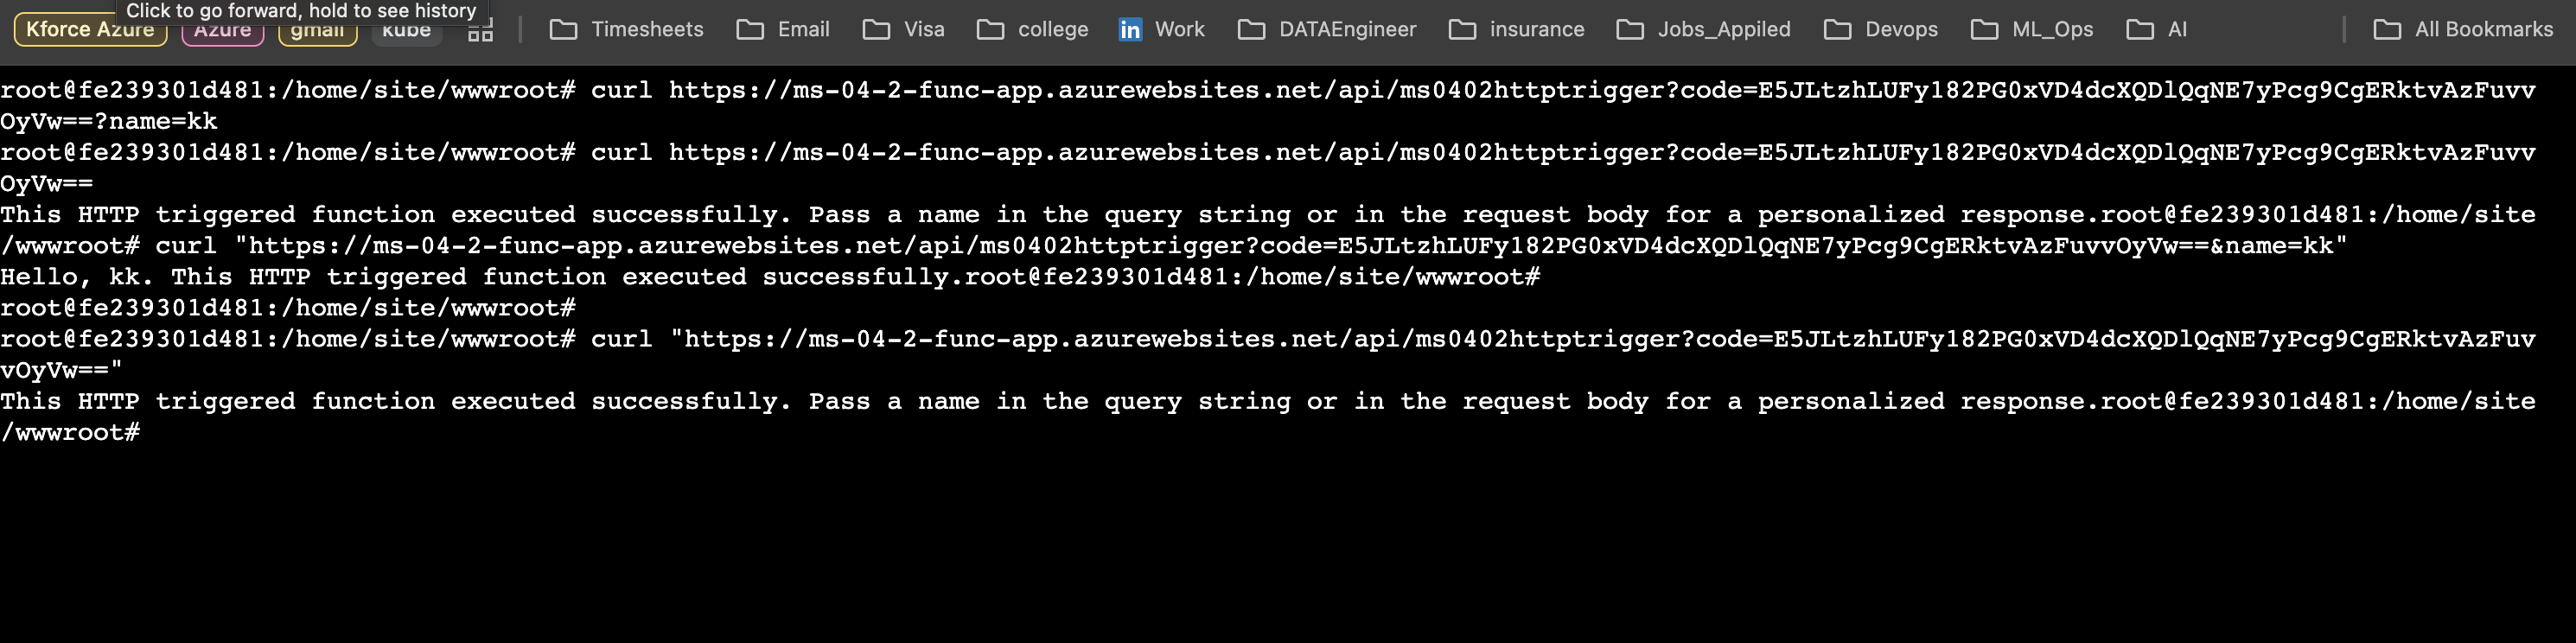 Click to go forward, hold to see history
Kforce Azure Azure gmail kube Timesheets Email Visa college in Work DATAEngineer insurance Jobs_Appiled Devops ML_Ops AI All Bookmarks
root@fe239301d481:/home/site/wwwroot# curl https://ms-04-2-func-app.azurewebsites.net/api/ms0402httptrigger?code=E5JLtzhLUFy182PG0xVD4dcXQDlQqNE7yPcg9CgERktvAzFuvv
OyVw==?name=kk
root@fe239301d481:/home/site/wwwroot# curl https://ms-04-2-func-app.azurewebsites.net/api/ms0402httptrigger?code=E5JLtzhLUFy182PG0xVD4dcXQDlQqNE7yPcg9CgERktvAzFuvv
OyVw==
This HTTP triggered function executed successfully. Pass a name in the query string or in the request body for a personalized response.root@fe239301d481:/home/site
/wwwroot# curl "https://ms-04-2-func-app.azurewebsites.net/api/ms0402httptrigger?code=E5JLtzhLUFy182PG0xVD4dcXQDlQqNE7yPcg9CgERktvAzFuvvOyVw==&name=kk"
Hello, kk. This HTTP triggered function executed successfully.root@fe239301d481:/home/site/wwwroot#
root@fe239301d481:/home/site/wwwroot#
root@fe239301d481:/home/site/wwwroot# curl "https://ms-04-2-func-app.azurewebsites.net/api/ms0402httptrigger?code=E5JLtzhLUFy182PG0xVD4dcXQDlQqNE7yPcg9CgERktvAzFuv
vOyVw=="
This HTTP triggered function executed successfully. Pass a name in the query string or in the request body for a personalized response.root@fe239301d481:/home/site
/wwwroot#